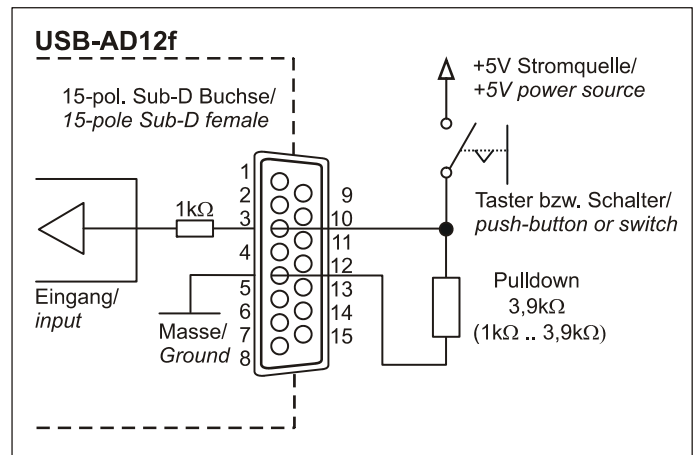 USB-AD12f
15-pol. Sub-D Buchse/
15-pole Sub-D female
+5V Stromquelle/
+5V power source
1
2
3
4
5
6
7
8
9
10
11
12
13
14
15
1kΩ
Taster bzw. Schalter/
push-button or switch
Eingang/
input
Masse/
Ground
Pulldown
3,9kΩ
(1kΩ .. 3,9kΩ)